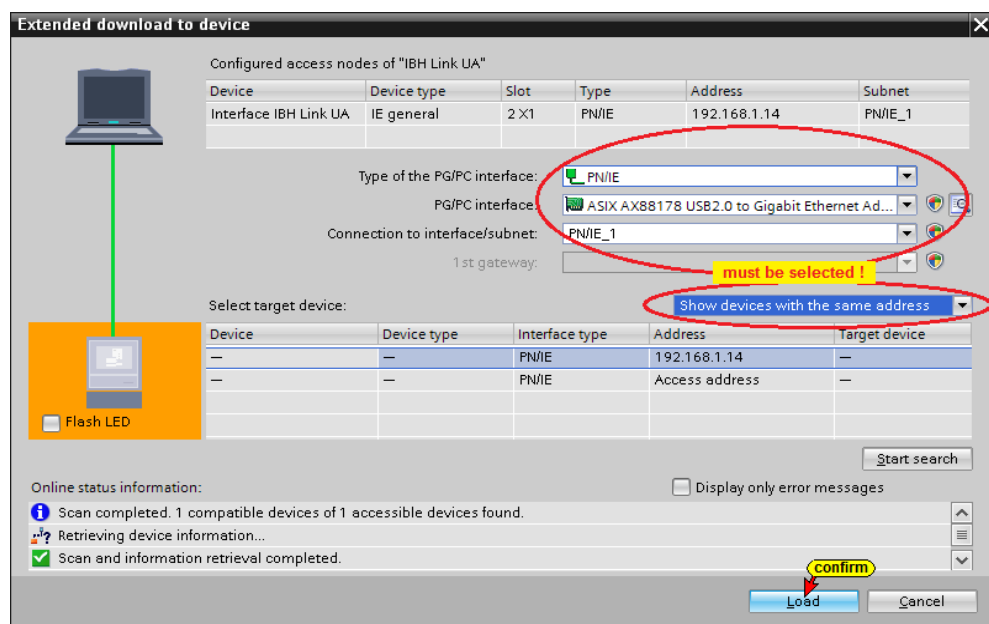 Extended download to device
Configured access nodes of "IBH Link UA"
Device Device type Slot Type Address Subnet
Interface IBH Link UA IE general 2 X1 PN/IE 192.168.1.14 PN/IE_1
Type of the PG/PC interface: PN/IE
PG/PC interface: ASIX AX88178 USB2.0 to Gigabit Ethernet Ad...
Connection to interface/subnet: PN/IE_1
1st gateway:
must be selected !
Select target device: Show devices with the same address
Device Device type Interface type Address Target device
— — PN/IE 192.168.1.14 —
— — PN/IE Access address —
Flash LED
Start search
Online status information: Display only error messages
Scan completed. 1 compatible devices of 1 accessible devices found.
Retrieving device information...
Scan and information retrieval completed.
confirm
Load Cancel